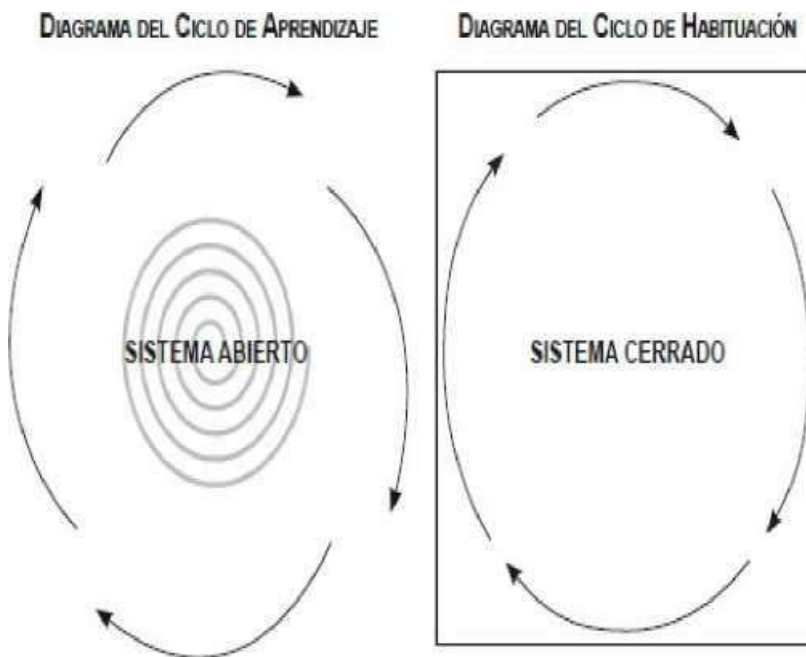 DIAGRAMA DEL CICLO DE APRENDIZAJE
DIAGRAMA DEL CICLO DE HABITUACIÓN
SISTEMA ABIERTO
SISTEMA CERRADO